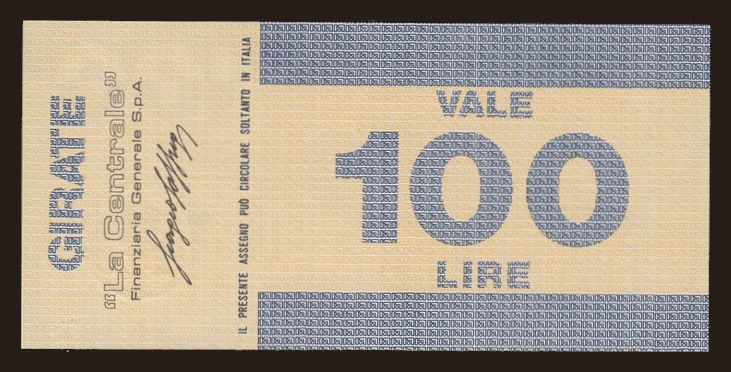 GIRATE
"La Centrale"
Finanziaria Generale S.p.A.
IL PRESENTE ASSEGNO PUÒ CIRCOLARE SOLTANTO IN ITALIA
VALE
100
LIRE